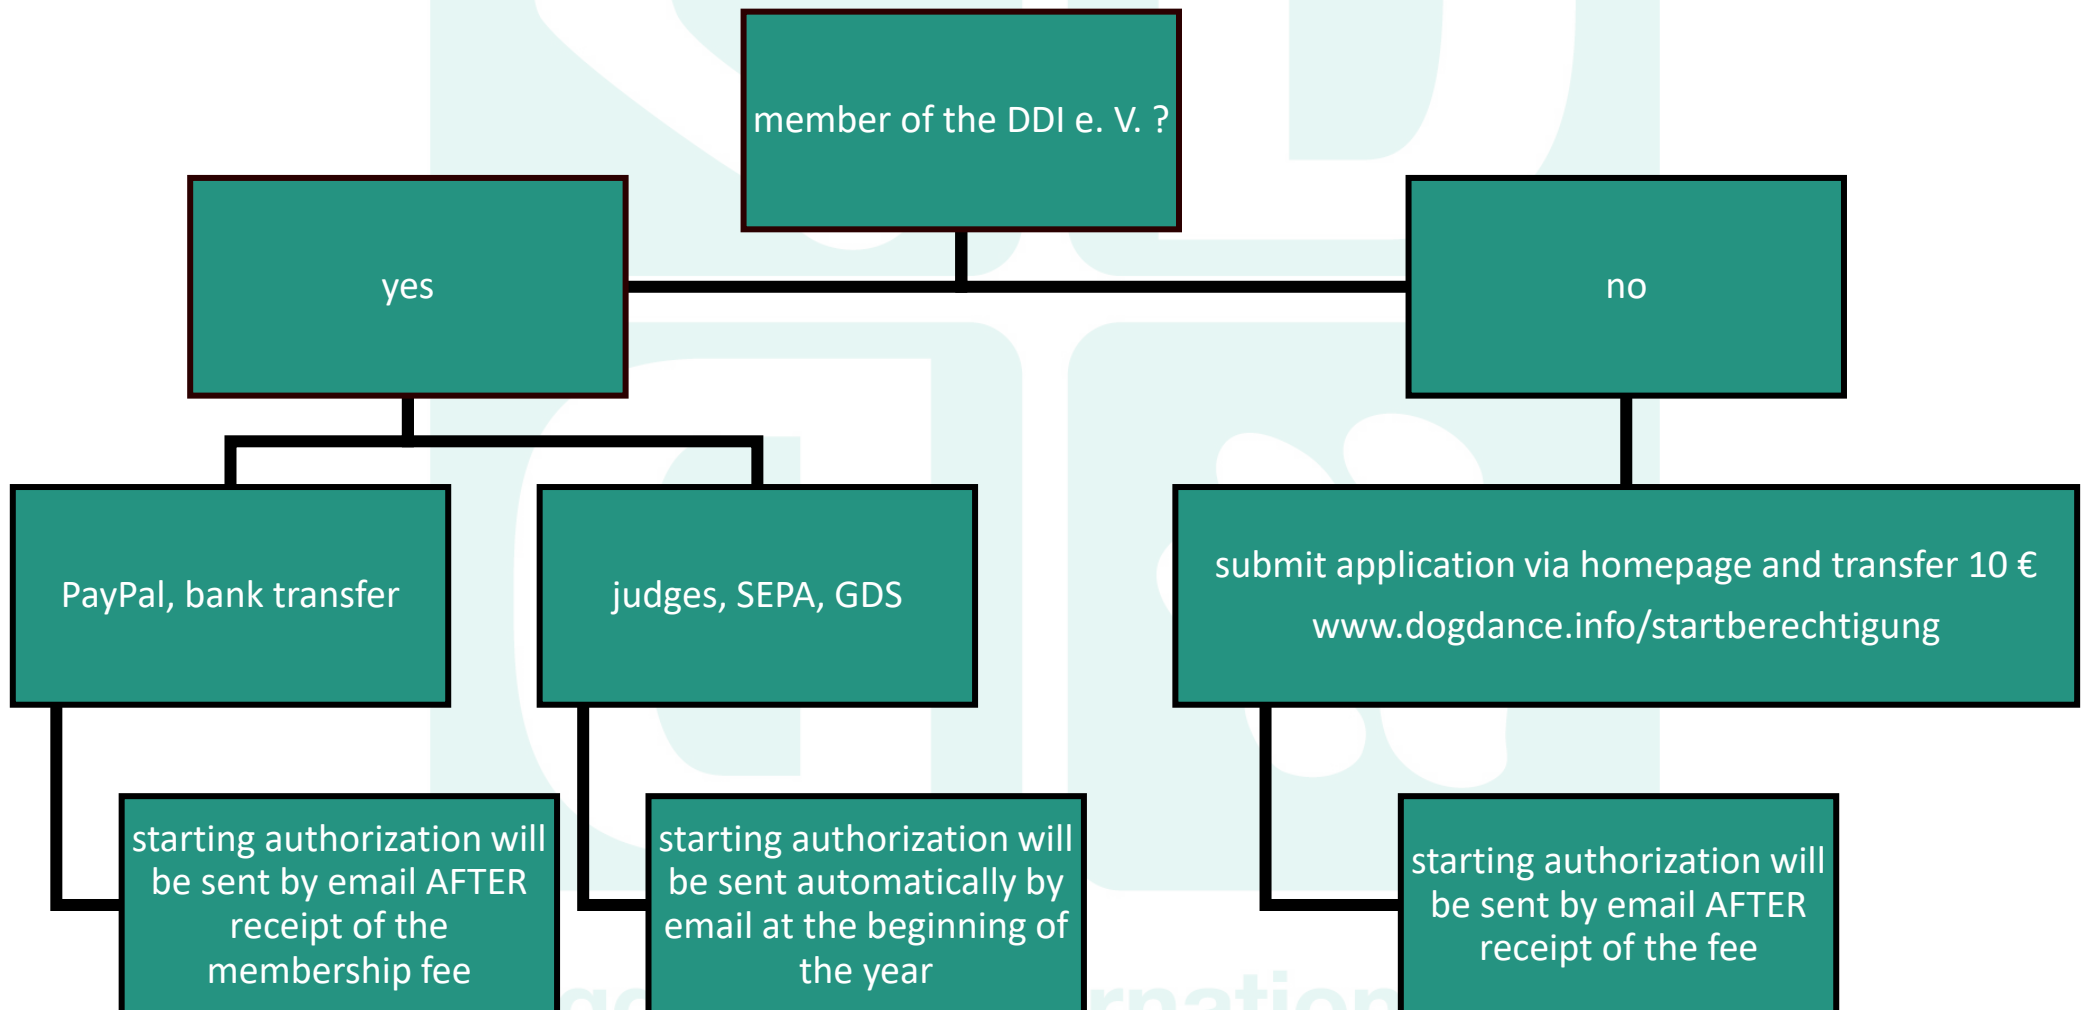 member of the DDI e. V. ?
yes
no
PayPal, bank transfer
judges, SEPA, GDS
submit application via homepage and transfer 10 €
www.dogdance.info/startberechtigung
starting authorization will
be sent by email AFTER
receipt of the
membership fee
starting authorization will
be sent automatically by
email at the beginning of
the year
starting authorization will
be sent by email AFTER
receipt of the fee